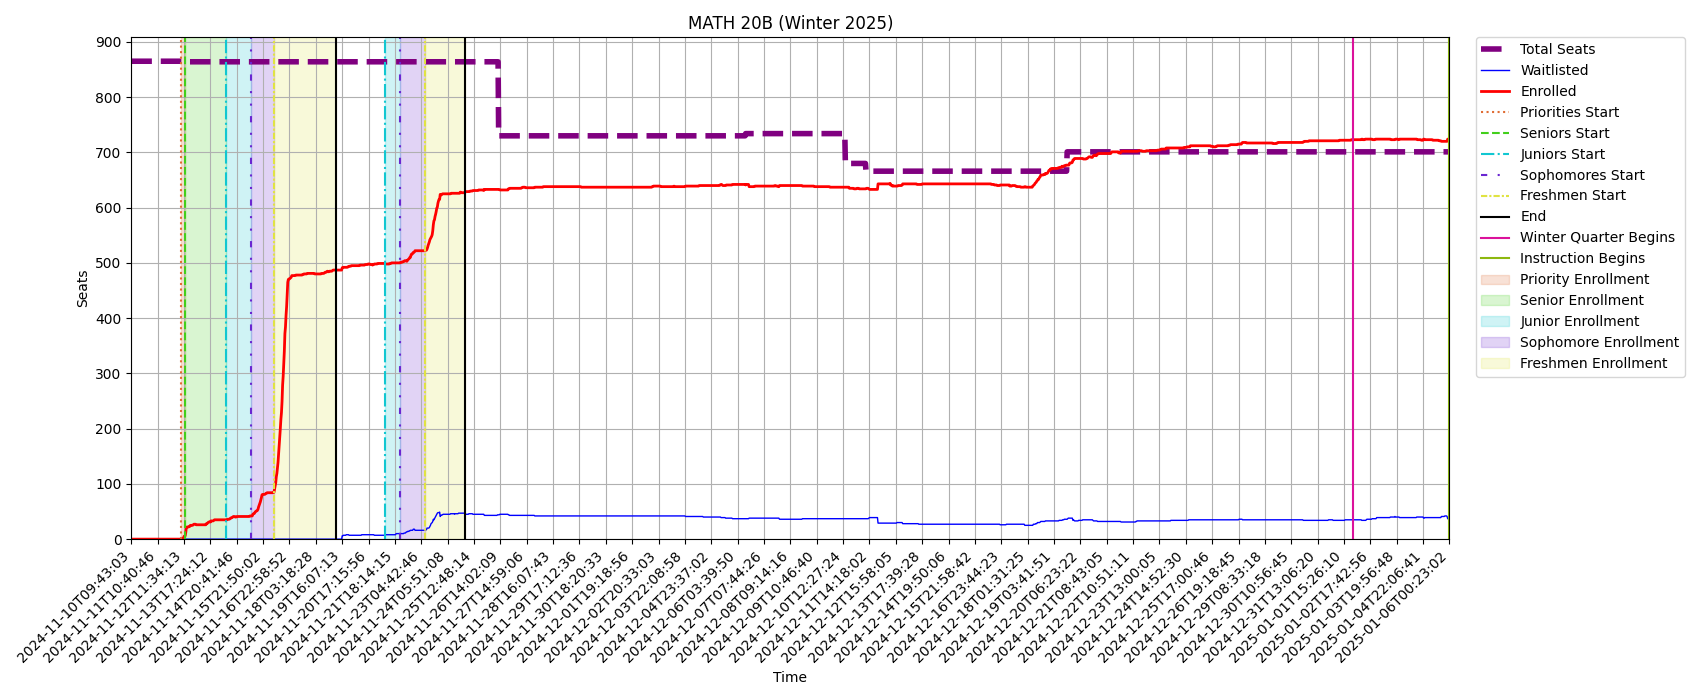 MATH 20B (Winter 2025)
900
800
700
600
500
400
300
200
100
0
Seats
2024-11-10T09:43:03
2024-11-11T10:40:46
2024-11-12T11:34:13
2024-11-13T17:24:12
2024-11-14T20:41:46
2024-11-15T21:50:02
2024-11-16T22:58:52
2024-11-18T03:18:28
2024-11-19T16:07:13
2024-11-20T17:15:56
2024-11-21T18:14:15
2024-11-23T04:42:46
2024-11-24T05:51:08
2024-11-25T12:48:14
2024-11-26T14:02:09
2024-11-27T14:59:06
2024-11-28T16:07:43
2024-11-29T17:12:36
2024-11-30T18:20:33
2024-12-01T19:18:56
2024-12-02T20:33:03
2024-12-03T22:08:58
2024-12-04T23:37:02
2024-12-06T03:39:50
2024-12-07T07:44:26
2024-12-08T09:14:16
2024-12-09T10:46:40
2024-12-10T12:27:24
2024-12-11T14:18:02
2024-12-12T15:58:05
2024-12-13T17:39:28
2024-12-14T19:50:06
2024-12-15T21:58:42
2024-12-16T23:44:23
2024-12-18T01:31:25
2024-12-19T03:41:51
2024-12-20T06:23:22
2024-12-21T08:43:05
2024-12-22T10:51:11
2024-12-23T13:00:05
2024-12-24T14:52:30
2024-12-25T17:00:46
2024-12-26T19:18:45
2024-12-29T08:33:18
2024-12-30T10:56:45
2024-12-31T13:06:20
2025-01-01T15:26:10
2025-01-02T17:42:56
2025-01-03T19:56:48
2025-01-04T22:06:41
2025-01-06T00:23:02
Time
Total Seats
Waitlisted
Enrolled
Priorities Start
Seniors Start
Juniors Start
Sophomores Start
Freshmen Start
End
Winter Quarter Begins
Instruction Begins
Priority Enrollment
Senior Enrollment
Junior Enrollment
Sophomore Enrollment
Freshmen Enrollment